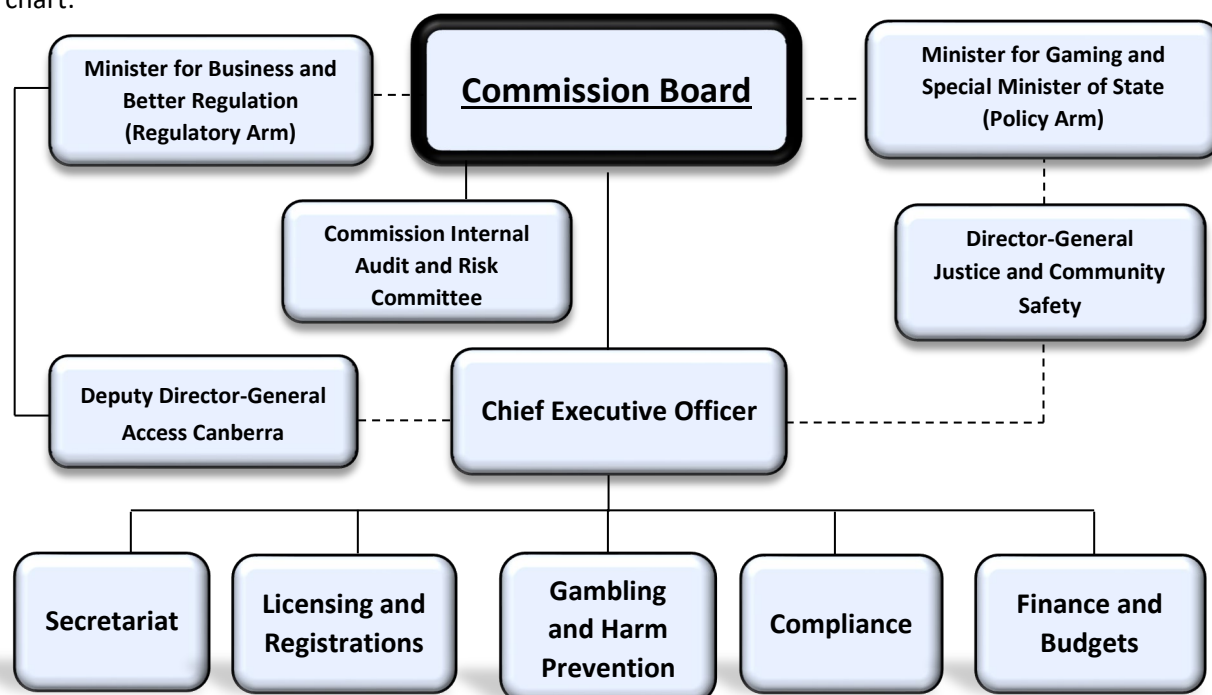 chart.
Minister for Business and
Better Regulation
(Regulatory Arm)
Commission Board
Minister for Gaming and
Special Minister of State
(Policy Arm)
Commission Internal
Audit and Risk
Committee
Director-General
Justice and Community
Safety
Deputy Director-General
Access Canberra
Chief Executive Officer
Secretariat
Licensing and
Registrations
Gambling
and Harm
Prevention
Compliance
Finance and
Budgets